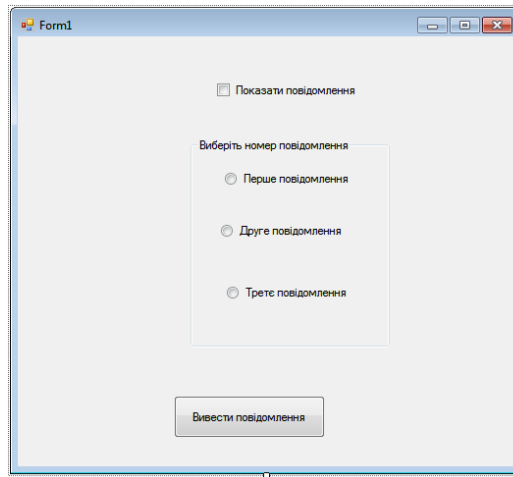 Form1
Показати повідомлення
Виберіть номер повідомлення
Перше повідомлення
Друге повідомлення
Третє повідомлення
Вивести повідомлення